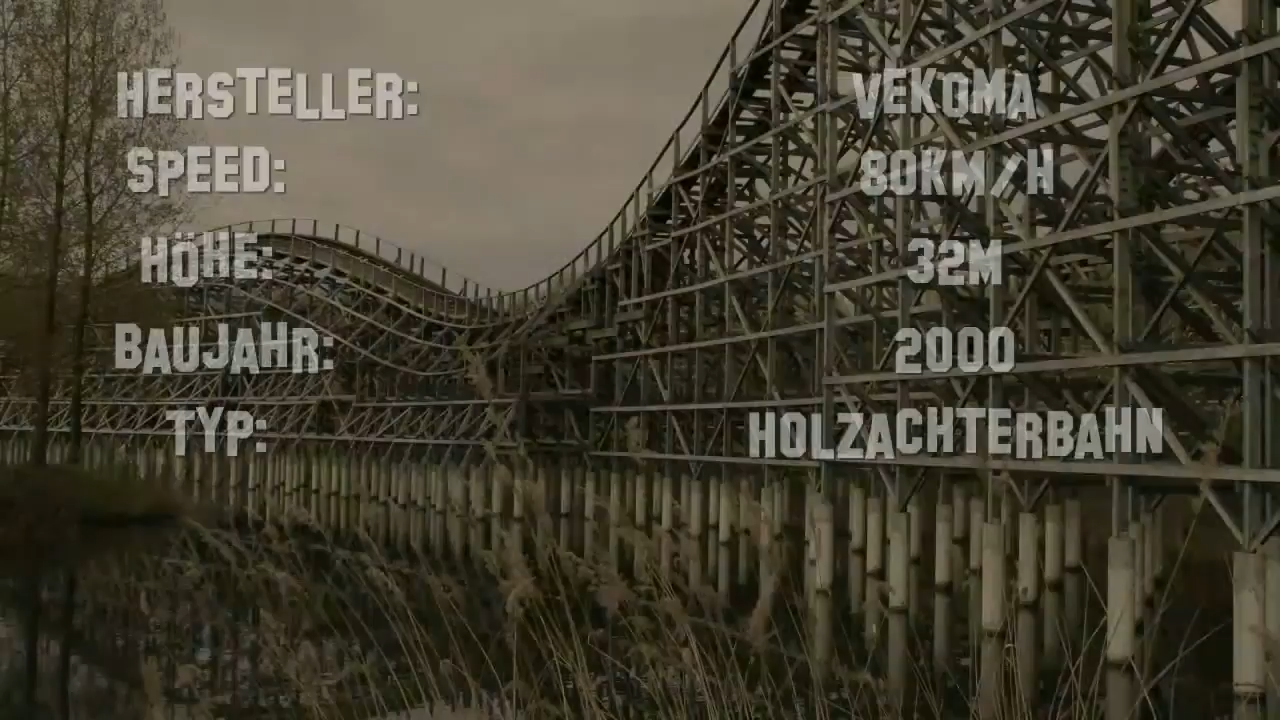 HERSTELLER: VEKOMA
SPEED: 80KM/H
HÖHE: 32M
BAUJAHR: 2000
TYP: HOLZACHTERBAHN